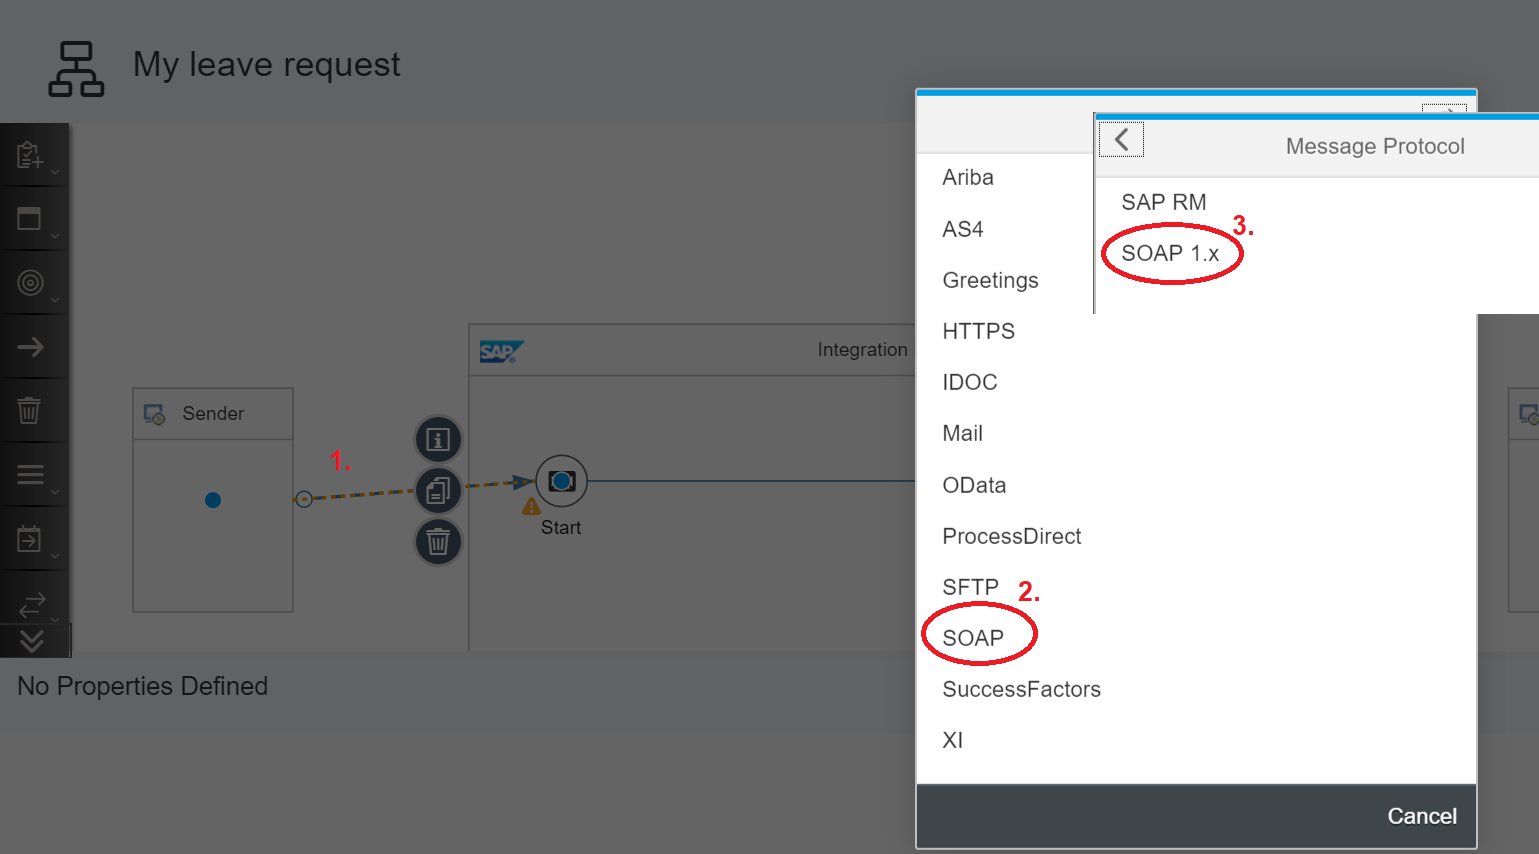 My leave request
Message Protocol
Ariba
SAP RM
3.
AS4
SOAP 1.x
Greetings
HTTPS
SAP
Integration
IDOC
Sender
Mail
1.
OData
Start
ProcessDirect
SFTP
2.
SOAP
No Properties Defined
SuccessFactors
XI
Cancel